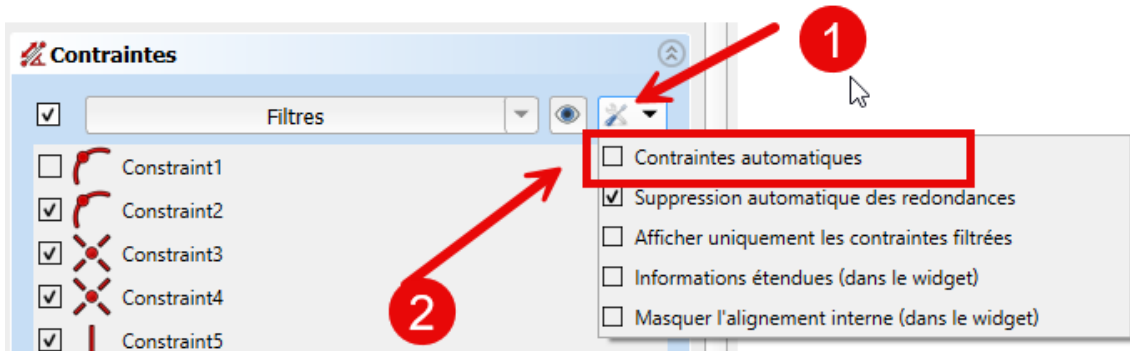 1
Contraintes
Filtres
Contraintes automatiques
Constraint1
Suppression automatique des redondances
Constraint2
Afficher uniquement les contraintes filtrées
Constraint3
Informations étendues (dans le widget)
Constraint4
2
Masquer l'alignement interne (dans le widget)
Constraint5